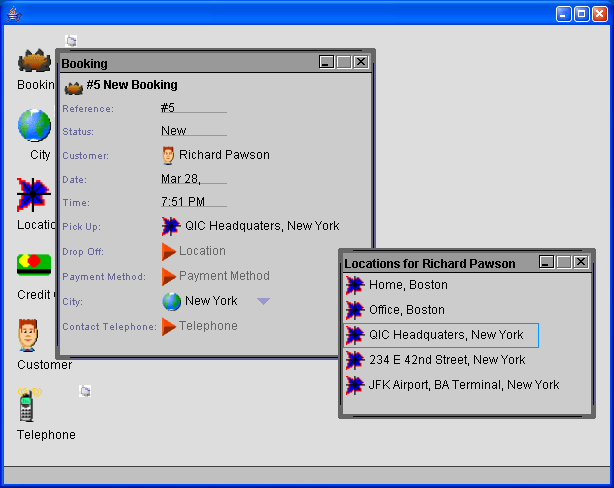 Booking
#5 New Booking
Reference: #5
Status: New
Customer: Richard Pawson
Date: Mar 28,
Time: 7:51 PM
Pick Up: QIC Headquaters, New York
Drop Off: Location
Payment Method: Payment Method
City: New York
Contact Telephone: Telephone
Locations for Richard Pawson
Home, Boston
Office, Boston
QIC Headquaters, New York
234 E 42nd Street, New York
JFK Airport, BA Terminal, New York
Bookin
City
Locatio
Credit
Customer
Telephone